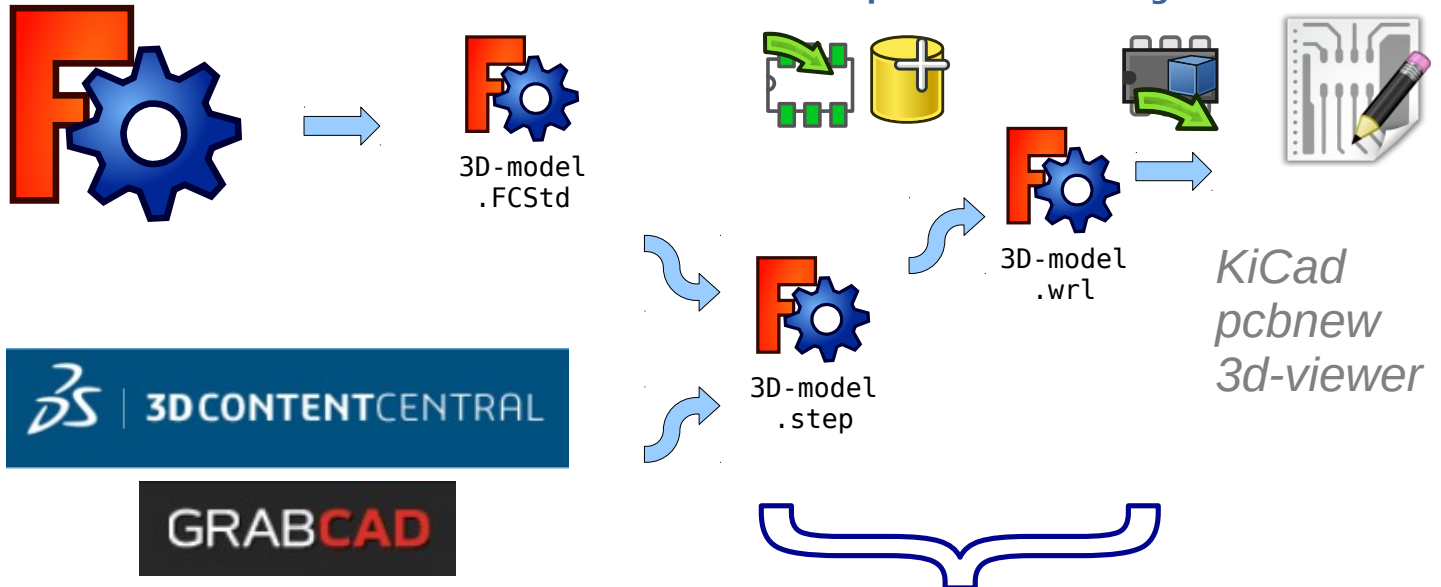 3D-model
.FCStd
3D-model
.wrl
KiCad
pcbnew
3d-viewer
3D-model
.step
3DS | 3DCONTENTCENTRAL
GRABCAD